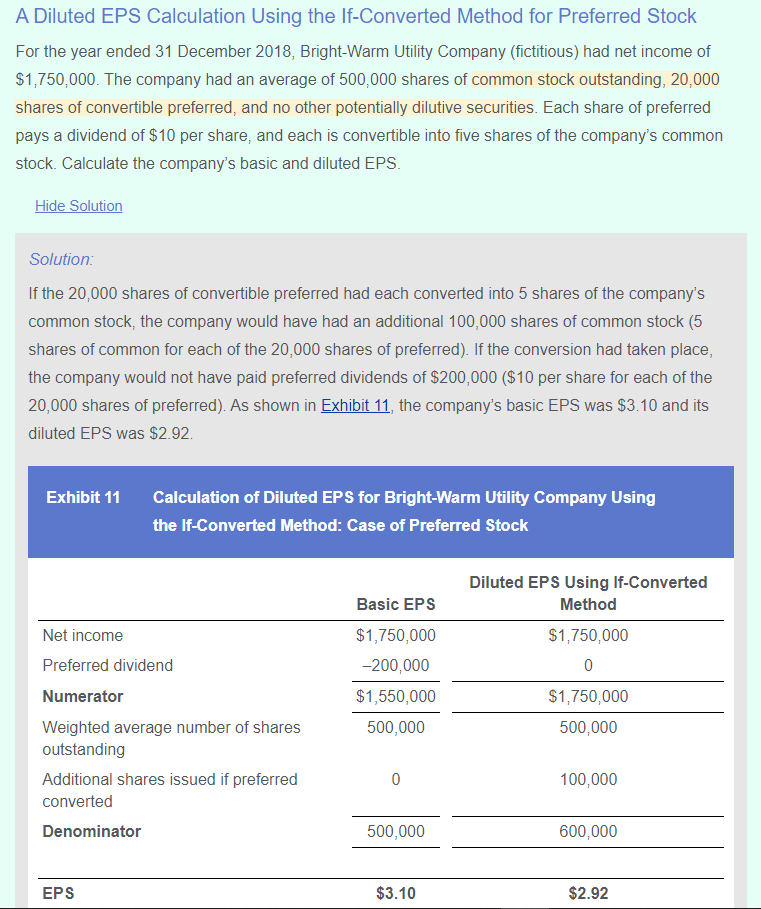 A Diluted EPS Calculation Using the If-Converted Method for Preferred Stock
For the year ended 31 December 2018, Bright-Warm Utility Company (fictitious) had net income of
$1,750,000. The company had an average of 500,000 shares of common stock outstanding, 20,000
shares of convertible preferred, and no other potentially dilutive securities. Each share of preferred
pays a dividend of $10 per share, and each is convertible into five shares of the company’s common
stock. Calculate the company’s basic and diluted EPS.
Hide Solution
Solution:
If the 20,000 shares of convertible preferred had each converted into 5 shares of the company’s
common stock, the company would have had an additional 100,000 shares of common stock (5
shares of common for each of the 20,000 shares of preferred). If the conversion had taken place,
the company would not have paid preferred dividends of $200,000 ($10 per share for each of the
20,000 shares of preferred). As shown in Exhibit 11, the company’s basic EPS was $3.10 and its
diluted EPS was $2.92.
Exhibit 11 Calculation of Diluted EPS for Bright-Warm Utility Company Using
the If-Converted Method: Case of Preferred Stock
Diluted EPS Using If-Converted
Basic EPS Method
Net income $1,750,000 $1,750,000
Preferred dividend –200,000 0
Numerator $1,550,000 $1,750,000
Weighted average number of shares 500,000 500,000
outstanding
Additional shares issued if preferred 0 100,000
converted
Denominator 500,000 600,000
EPS $3.10 $2.92